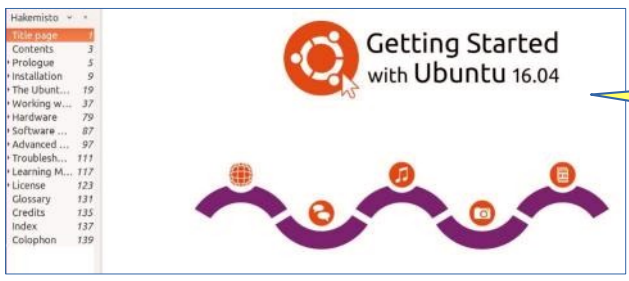 Hakemisto
Title page 1
Contents 3
Prologue 5
Installation 9
The Ubunt... 19
Working w... 37
Hardware 79
Software ... 87
Advanced ... 97
Troublesh... 111
Learning M... 117
License 123
Glossary 131
Credits 135
Index 137
Colophon 139
Getting Started
with Ubuntu 16.04